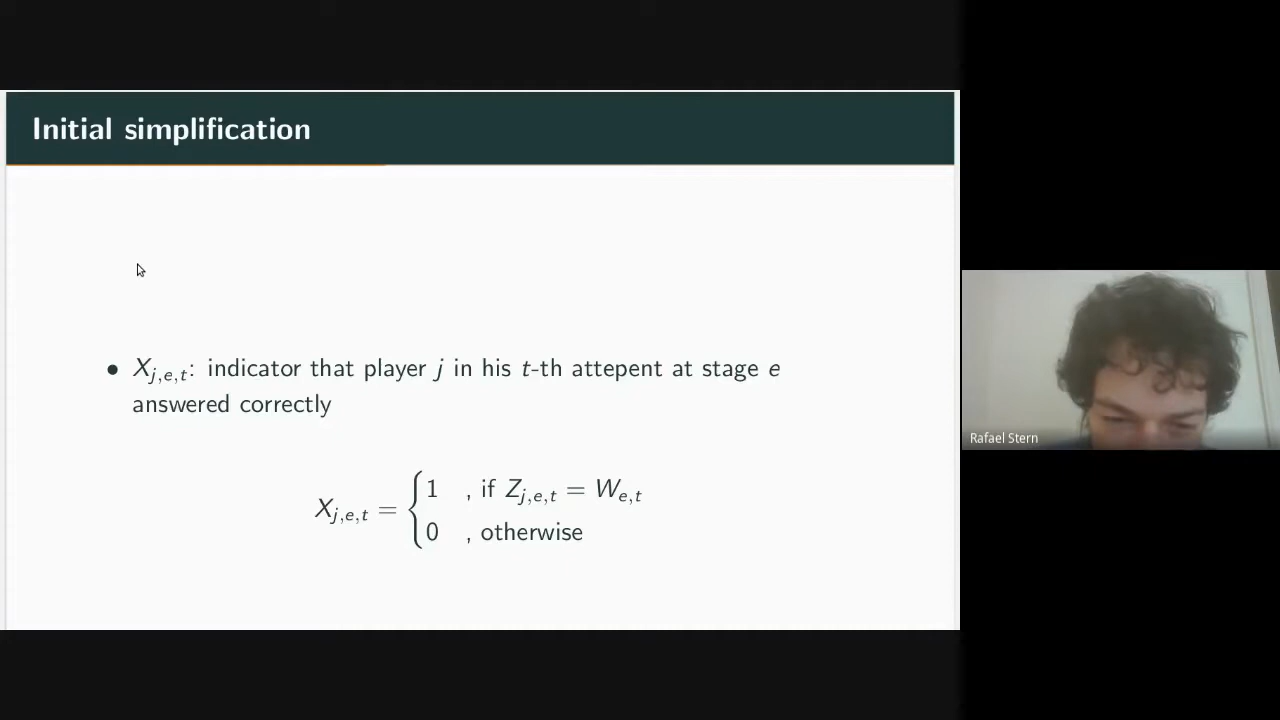 Initial simplification
• X_{j,e,t}: indicator that player j in his t-th attepent at stage e
answered correctly
X_{j,e,t} = { 1 , if Z_{j,e,t} = W_{e,t}
0 , otherwise
Rafael Stern